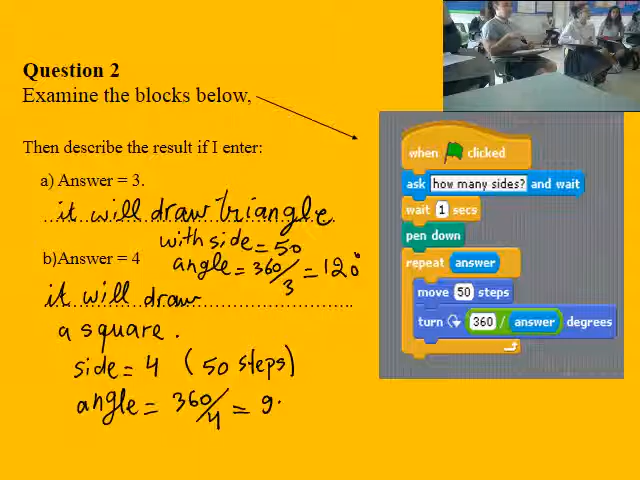 Question 2
Examine the blocks below,
Then describe the result if I enter:
a) Answer = 3.
it will draw triangle
with side = 50
angle = 360/3 = 120°
b)Answer = 4
it will draw
a square.
side = 4 (50 steps)
angle = 360/4 = 9.
when clicked
ask how many sides? and wait
wait 1 secs
pen down
repeat answer
move 50 steps
turn 360 / answer degrees